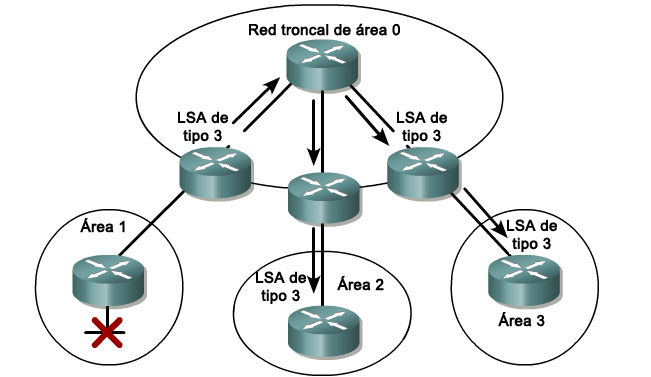 Red troncal de área 0
LSA de
tipo 3
LSA de
tipo 3
Área 1
LSA de
tipo 3
Área 2
LSA de
tipo 3
Área 3